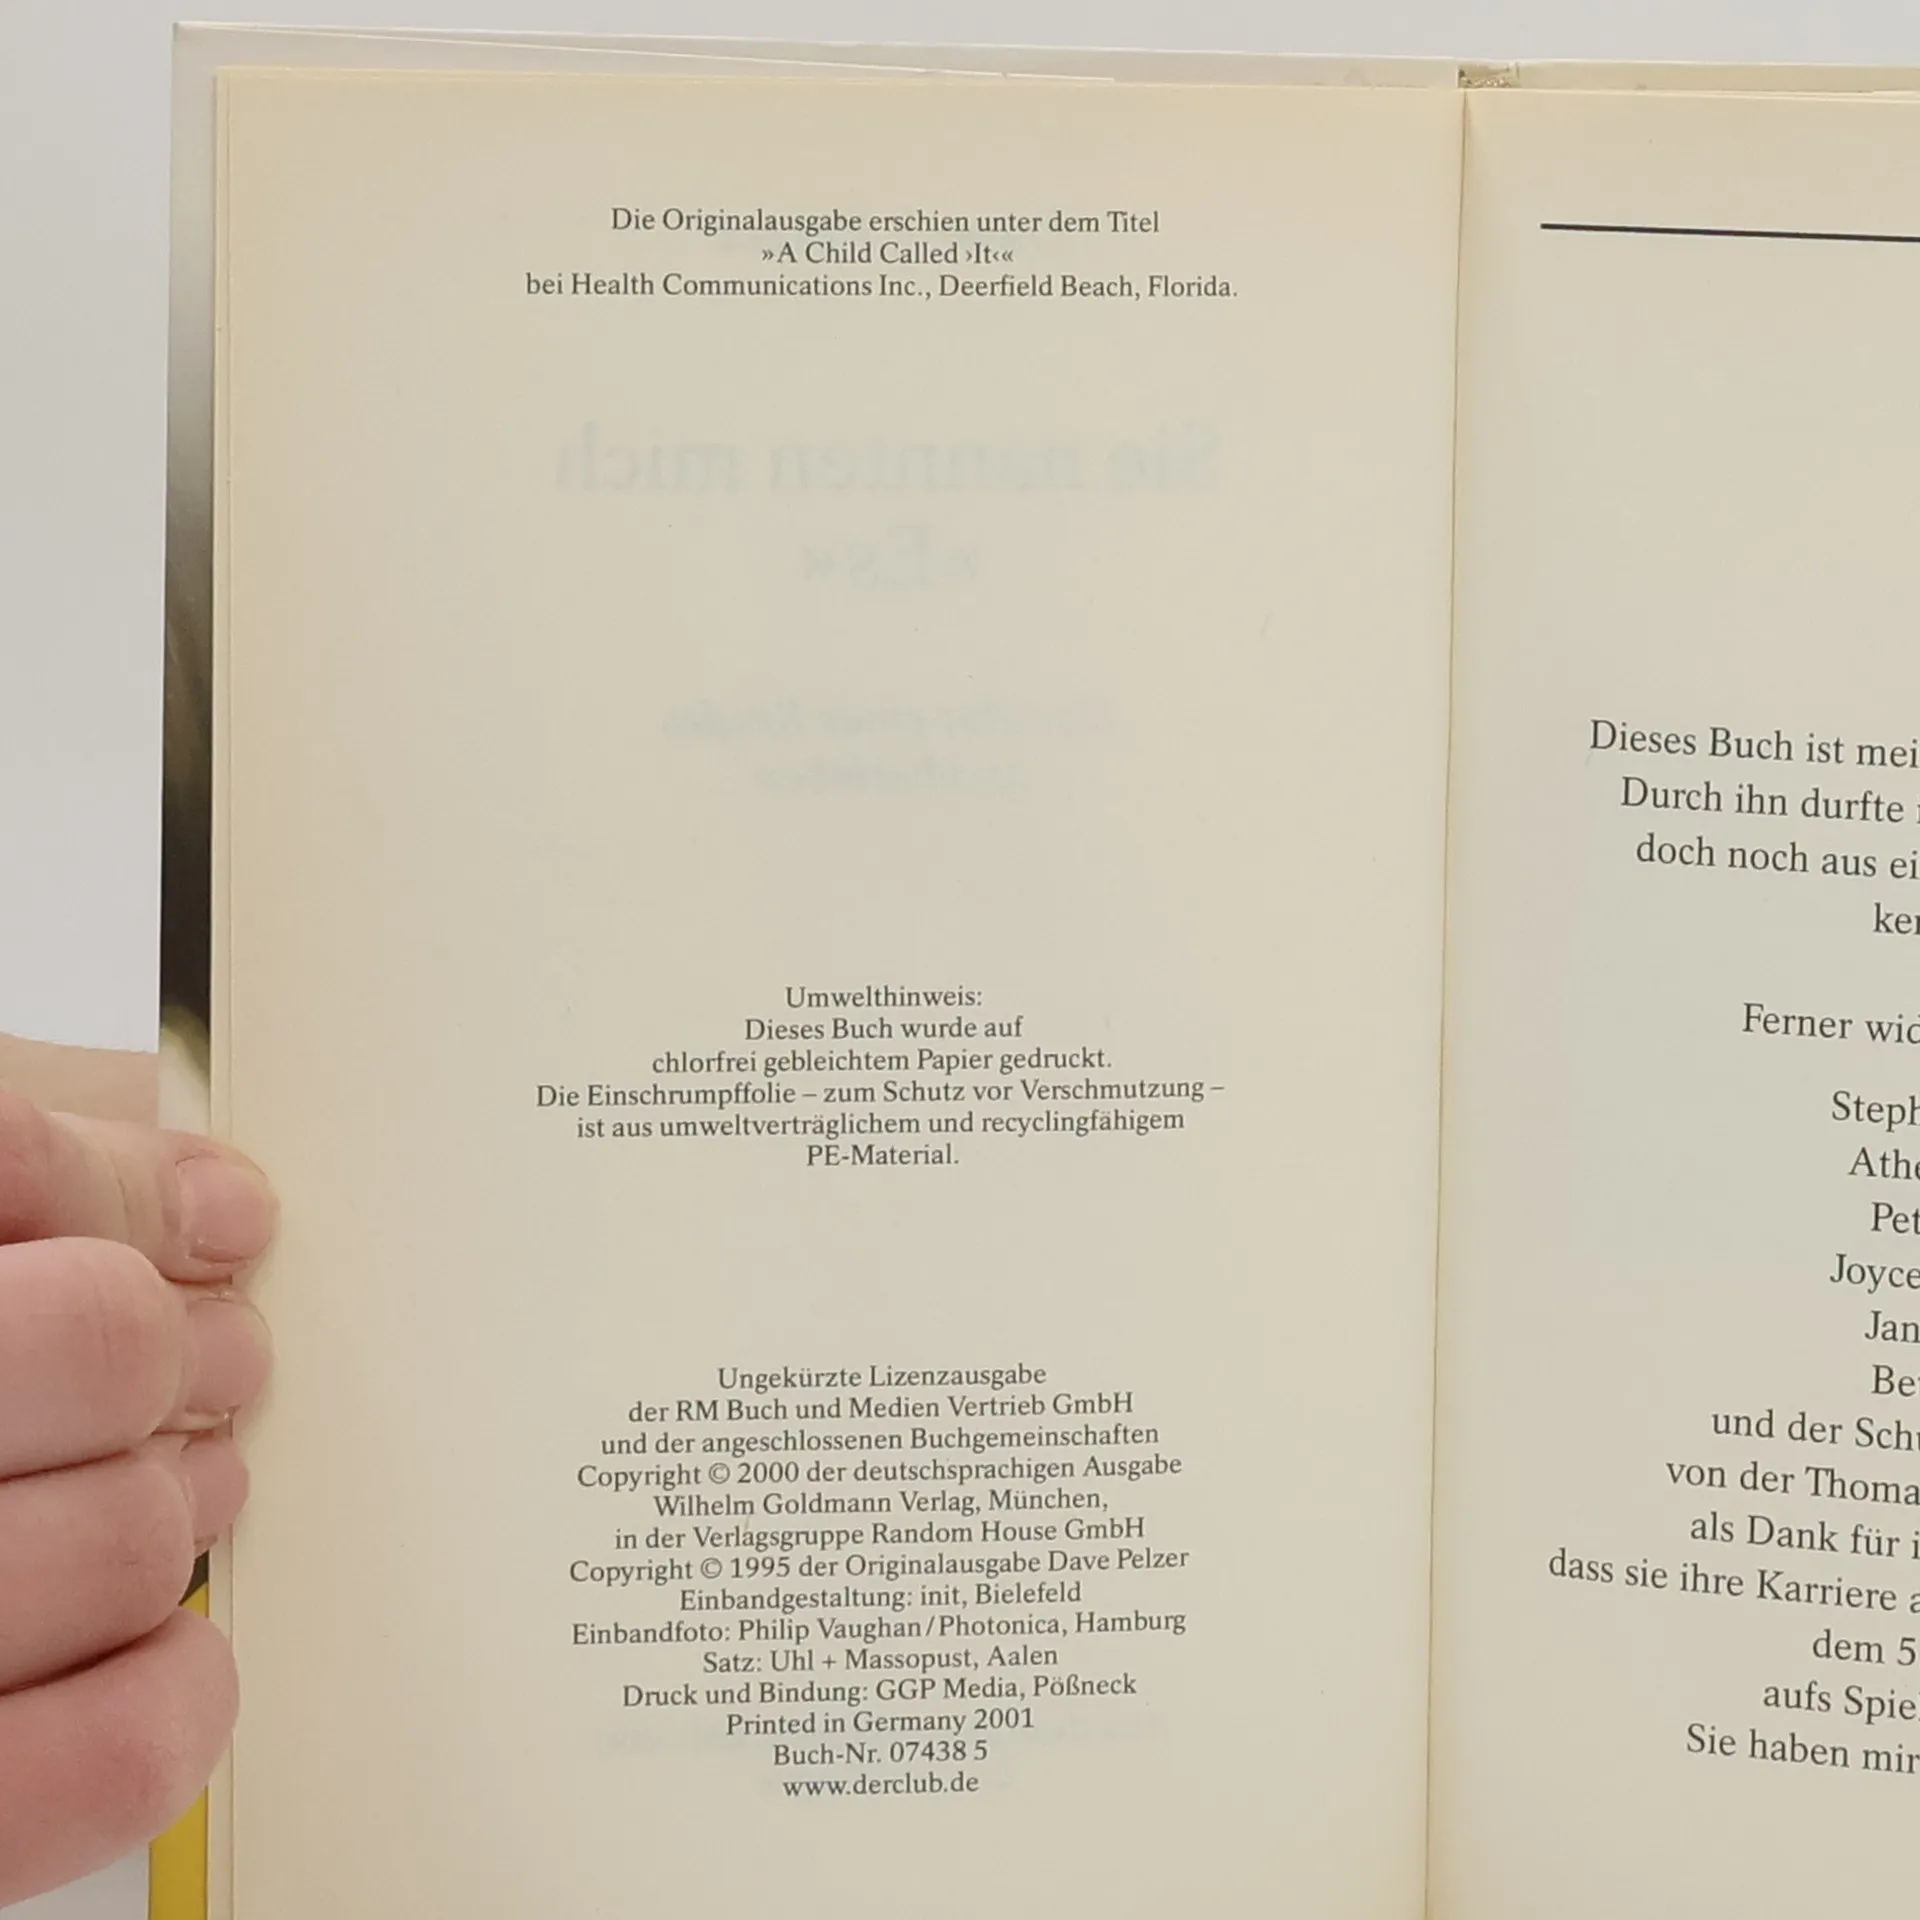 Die Originalausgabe erschien unter dem Titel
»A Child Called ›It‹«
bei Health Communications Inc., Deerfield Beach, Florida.
Sie nannten mich
»Es«
Umwelthinweis:
Dieses Buch wurde auf
chlorfrei gebleichtem Papier gedruckt.
Die Einschrumpffolie – zum Schutz vor Verschmutzung –
ist aus umweltverträglichem und recyclingfähigem
PE-Material.
Ungekürzte Lizenzausgabe
der RM Buch und Medien Vertrieb GmbH
und der angeschlossenen Buchgemeinschaften
Copyright © 2000 der deutschsprachigen Ausgabe
Wilhelm Goldmann Verlag, München,
in der Verlagsgruppe Random House GmbH
Copyright © 1995 der Originalausgabe Dave Pelzer
Einbandgestaltung: init, Bielefeld
Einbandfoto: Philip Vaughan/Photonica, Hamburg
Satz: Uhl + Massopust, Aalen
Druck und Bindung: GGP Media, Pößneck
Printed in Germany 2001
Buch-Nr. 07438 5
www.derclub.de
Dieses Buch ist mei
Durch ihn durfte
doch noch aus ei
ker
Ferner wid
Steph
Athe
Pet
Joyce
Jan
Be
und der Schu
von der Thoma
als Dank für i
dass sie ihre Karriere a
dem 5
aufs Spiel
Sie haben mir